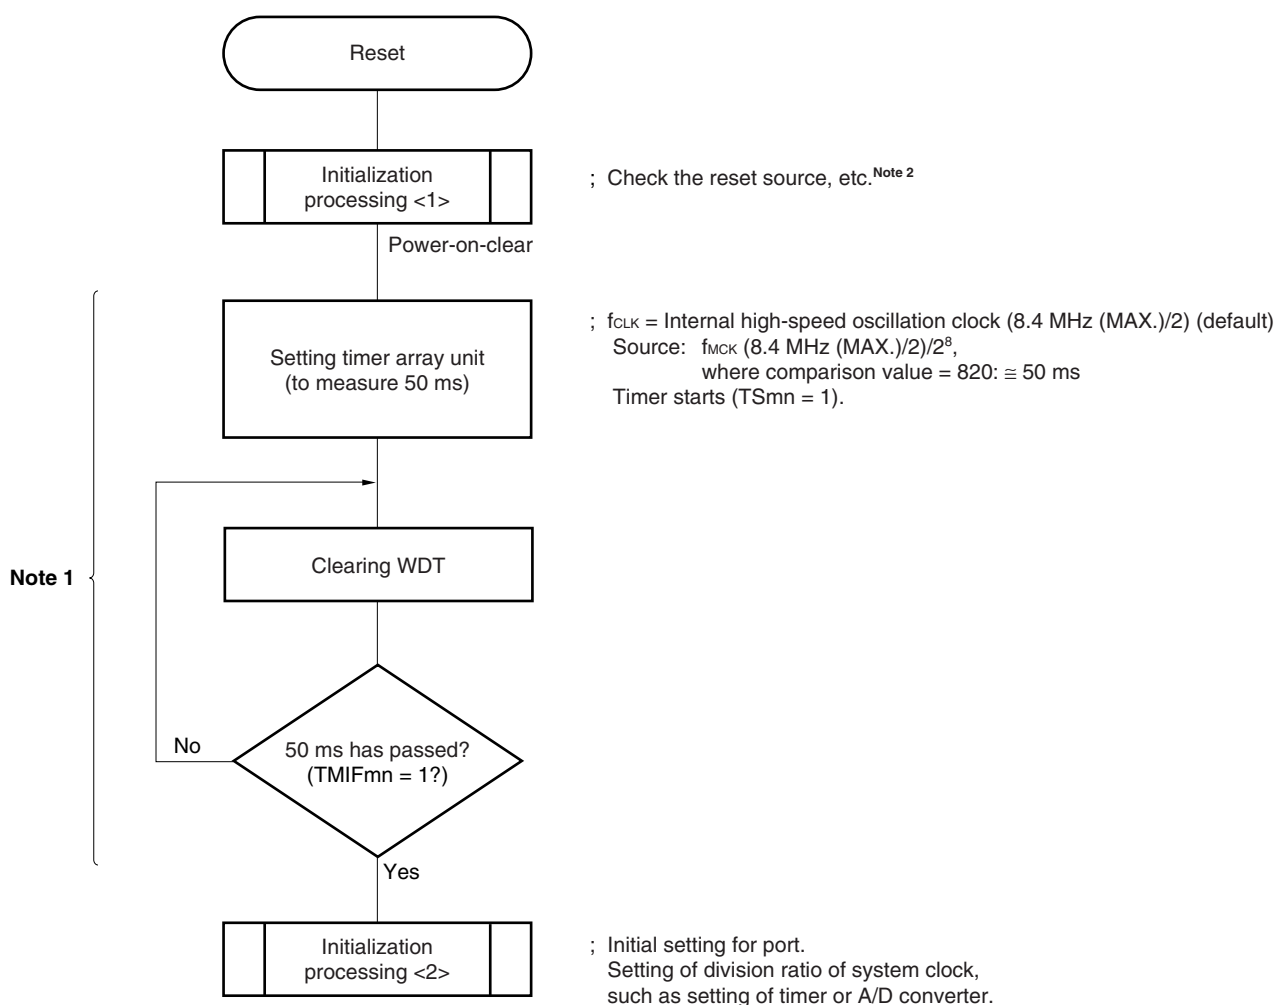 Reset
Initialization
processing <1>
; Check the reset source, etc.Note 2
Power-on-clear
Setting timer array unit
(to measure 50 ms)
; fCLK = Internal high-speed oscillation clock (8.4 MHz (MAX.)/2) (default)
Source: fMCK (8.4 MHz (MAX.)/2)/2⁸,
where comparison value = 820: ≅ 50 ms
Timer starts (TSmn = 1).
Note 1
Clearing WDT
No
50 ms has passed?
(TMIFmn = 1?)
Yes
Initialization
processing <2>
; Initial setting for port.
Setting of division ratio of system clock,
such as setting of timer or A/D converter.